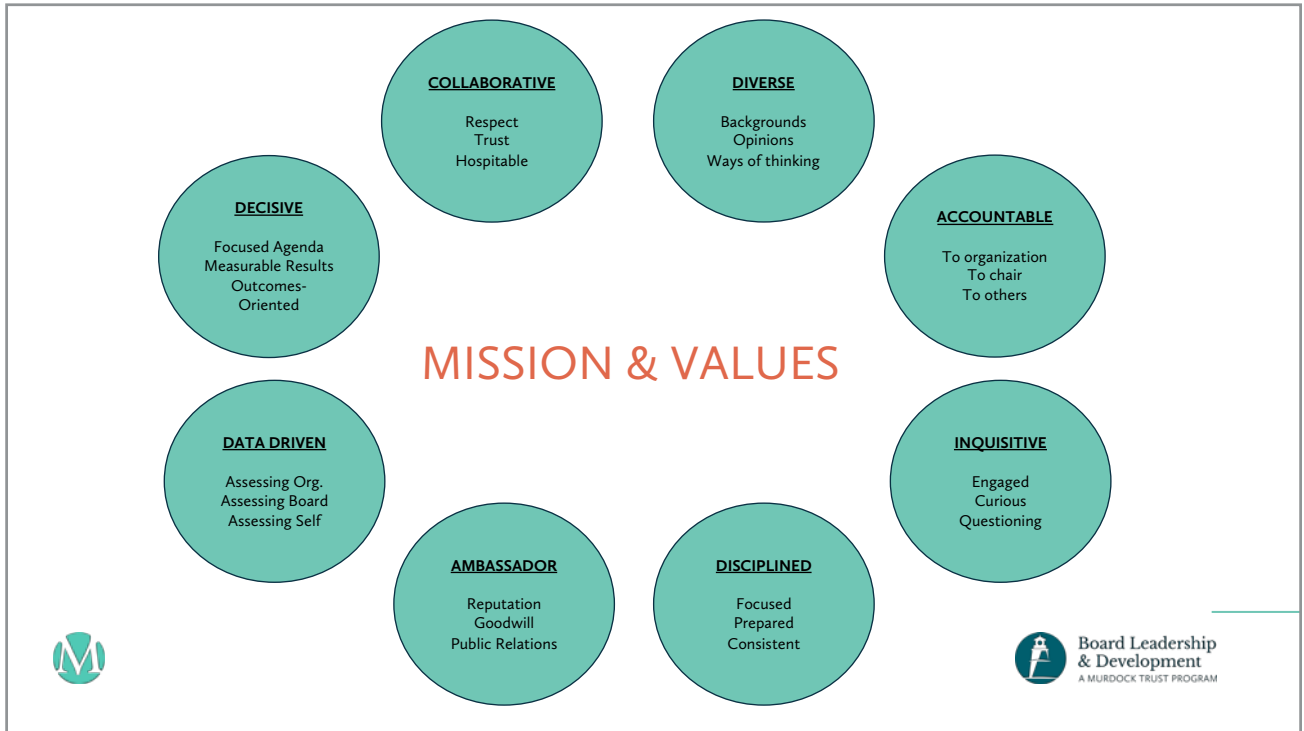 COLLABORATIVE
Respect
Trust
Hospitable
DIVERSE
Backgrounds
Opinions
Ways of thinking
DECISIVE
Focused Agenda
Measurable Results
Outcomes-
Oriented
ACCOUNTABLE
To organization
To chair
To others
MISSION & VALUES
DATA DRIVEN
Assessing Org.
Assessing Board
Assessing Self
INQUISITIVE
Engaged
Curious
Questioning
AMBASSADOR
Reputation
Goodwill
Public Relations
DISCIPLINED
Focused
Prepared
Consistent
M
Board Leadership
& Development
A MURDOCK TRUST PROGRAM